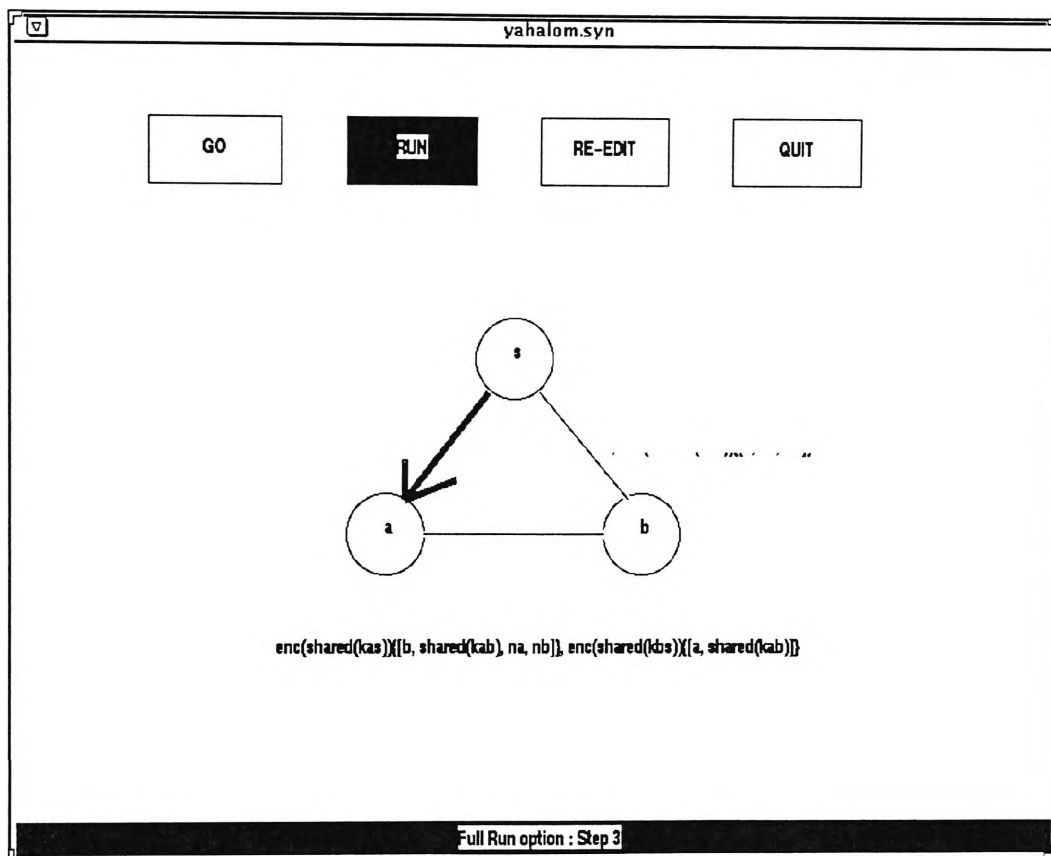 yahalom.syn
GO
RUN
RE-EDIT
QUIT
s
a
b
enc(shared(kas)){[b, shared(kab), na, nb]}, enc(shared(kbs)){[a, shared(kab)]}
Full Run option : Step 3